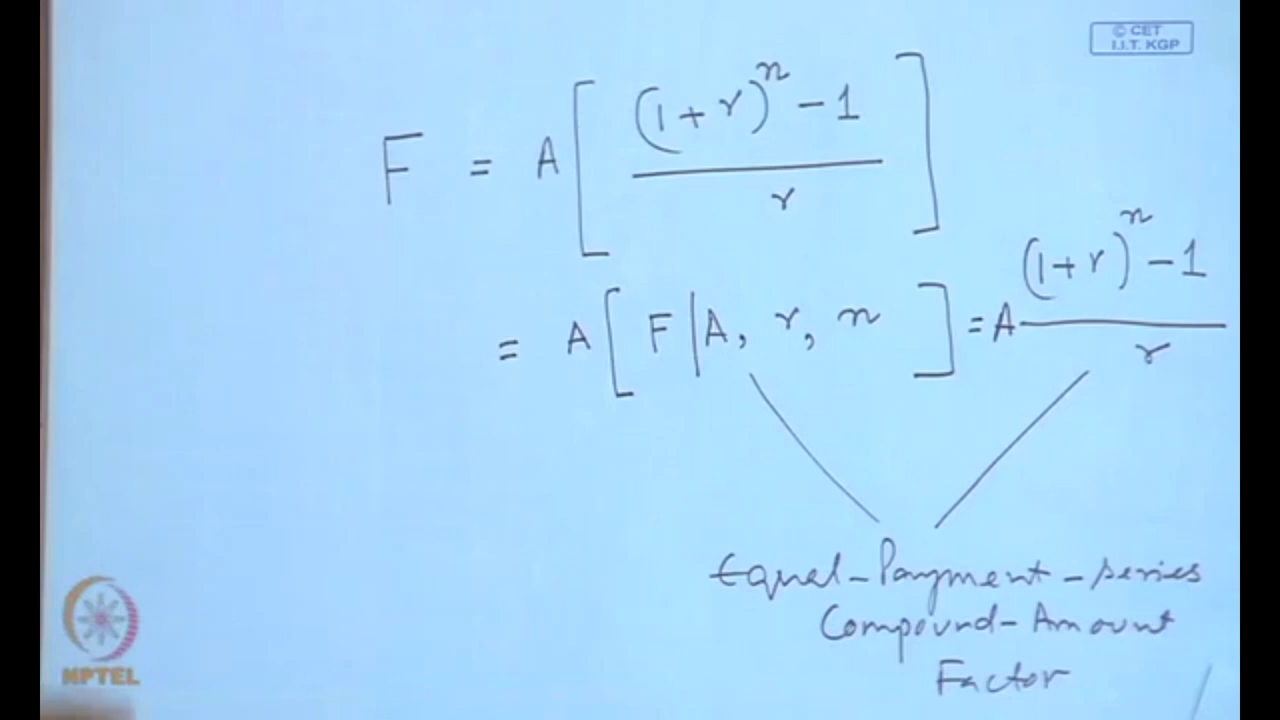 © CET
I.I.T. KGP
F = A[((1+r)^n - 1)/r]
= A[F|A, r, n] = A ((1+r)^n - 1)/r
Equal-Payment-series
Compound-Amount
Factor
NPTEL